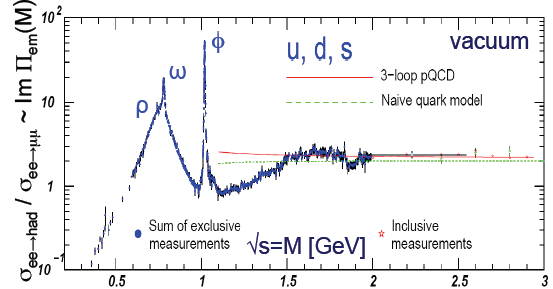 10²
u, d, s
vacuum
ϕ
ω
ρ
3−loop pQCD
Naive quark model
10
1
10⁻¹
σee→had / σee→μμ ~ Im Πem(M)
Sum of exclusive
measurements
√s=M [GeV]
Inclusive
measurements
0.5 1 1.5 2 2.5 3